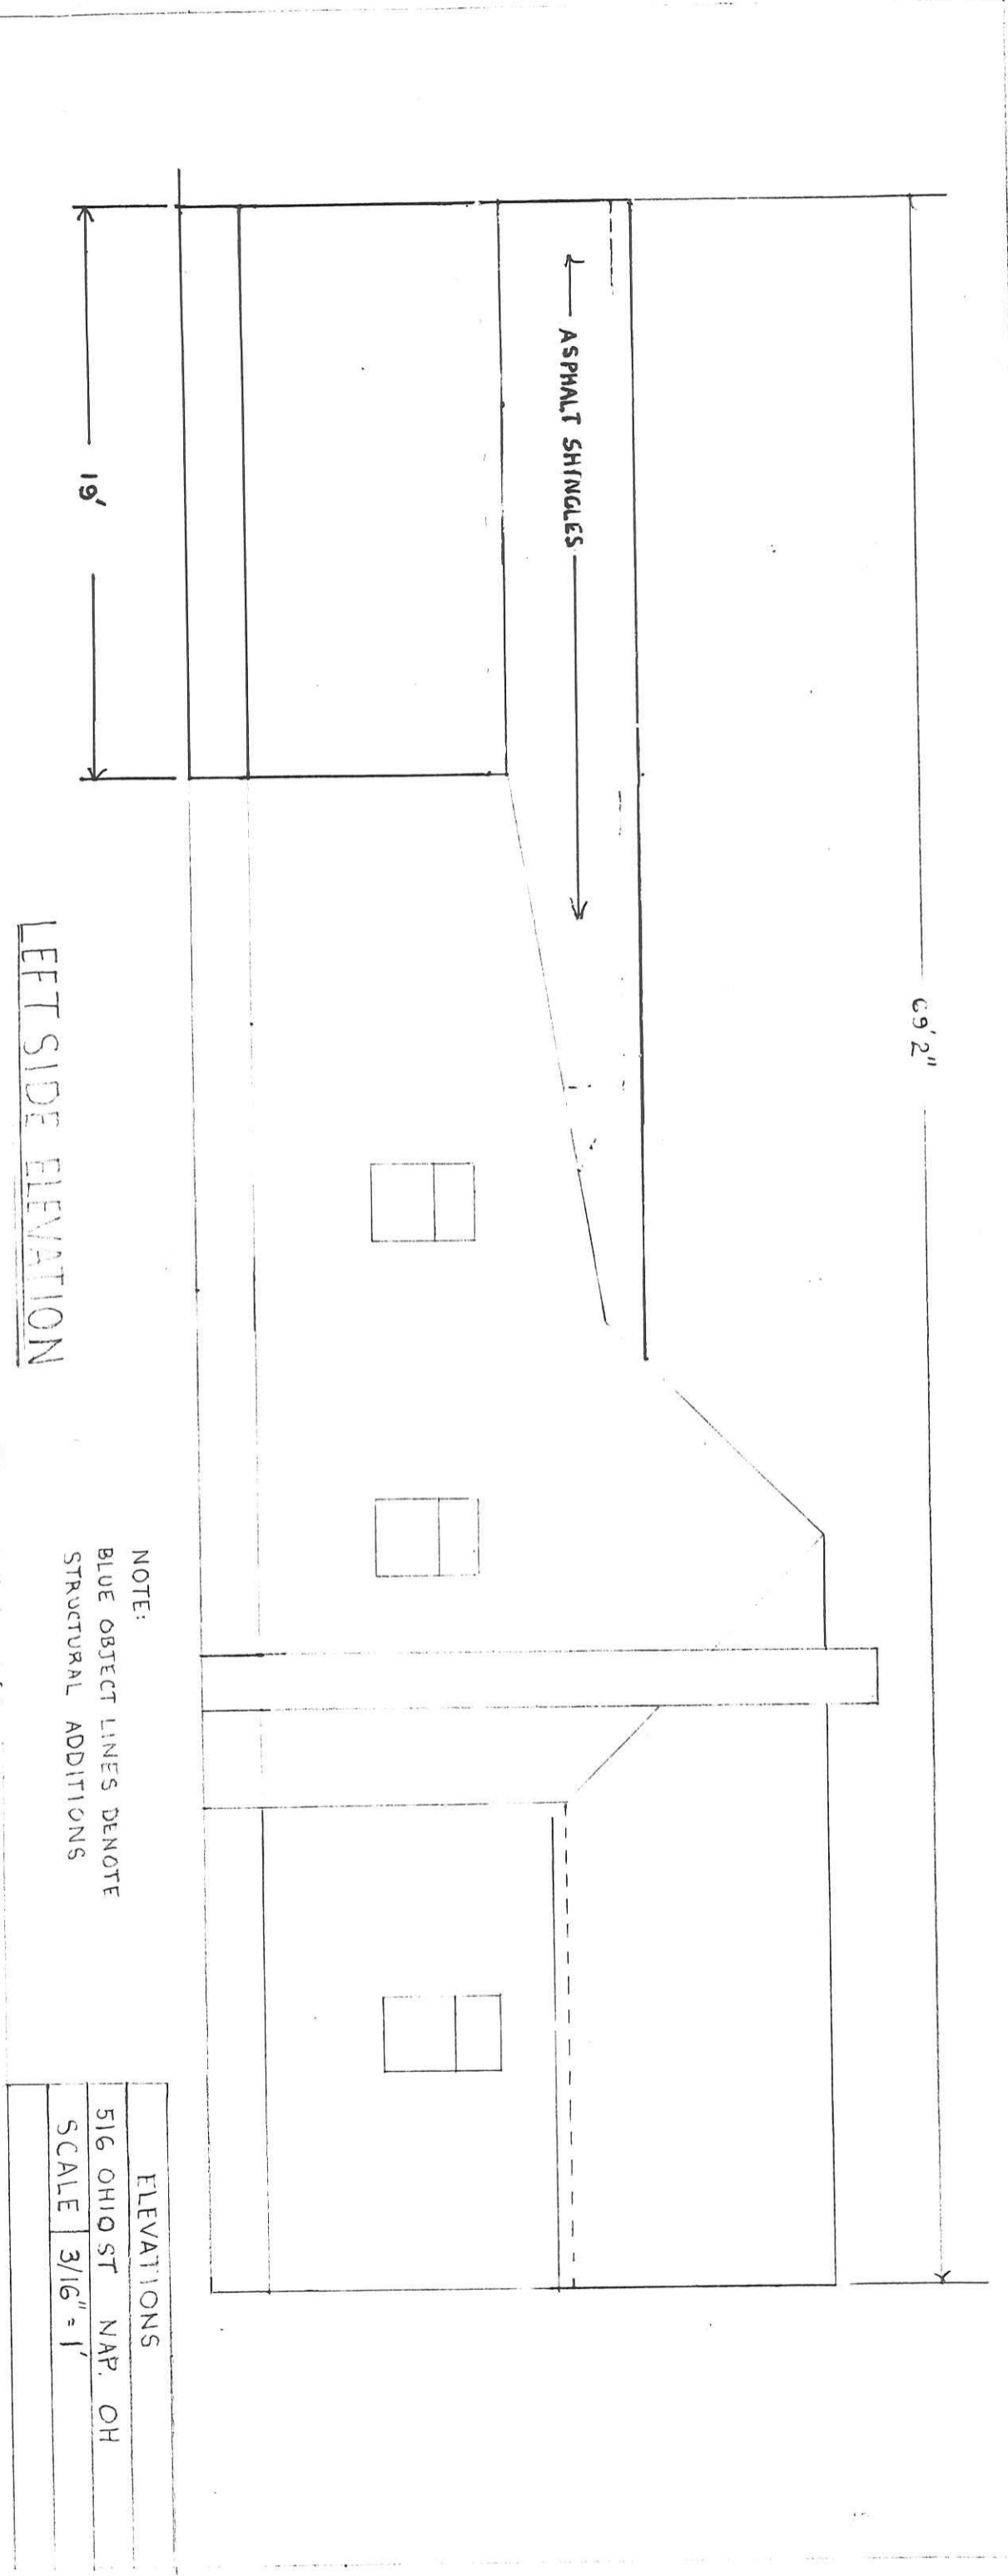 69'2"
ASPHALT SHINGLES
19'
LEFT SIDE ELEVATION
NOTE:
BLUE OBJECT LINES DENOTE
STRUCTURAL ADDITIONS
ELEVATIONS
516 OHIO ST NAP. OH
SCALE 3/16" = 1'